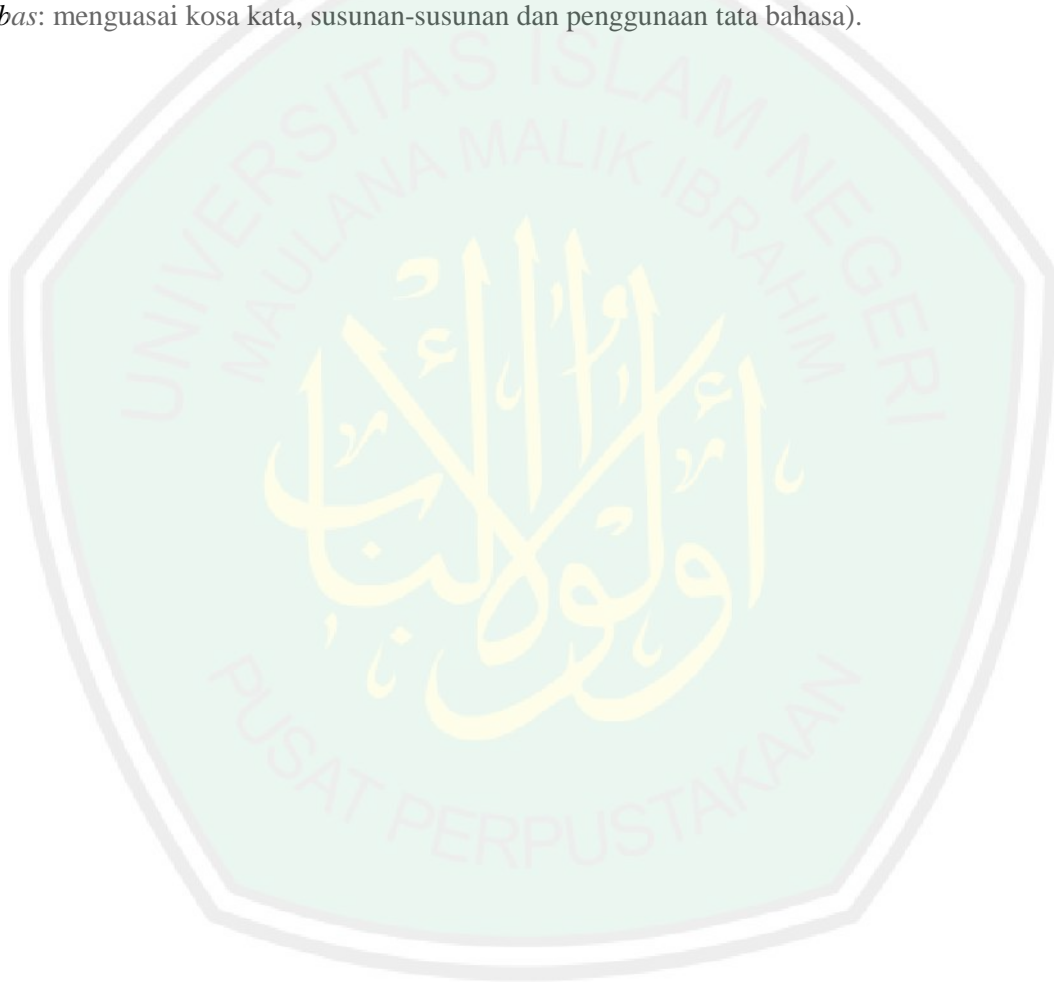 bas: menguasai kosa kata, susunan-susunan dan penggunaan tata bahasa).
UNIVERSITAS ISLAM NEGERI
MAULANA MALIK IBRAHIM
أولوا الألباب
PUSAT PERPUSTAKAAN